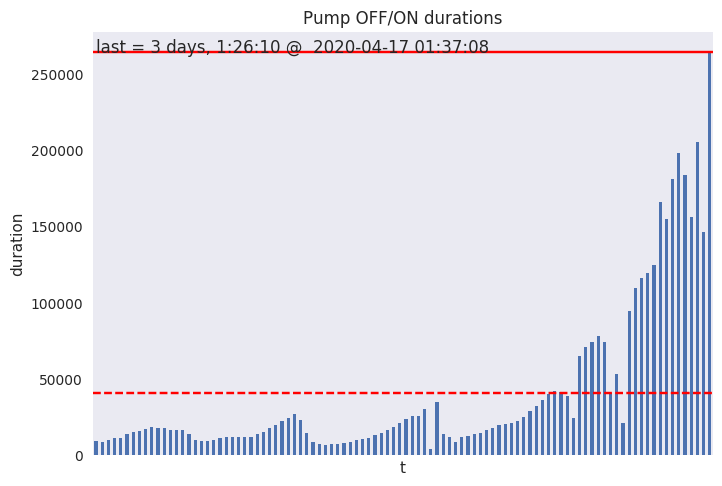 Pump OFF/ON durations
last = 3 days, 1:26:10 @  2020-04-17 01:37:08
250000
200000
150000
100000
50000
0
duration
t